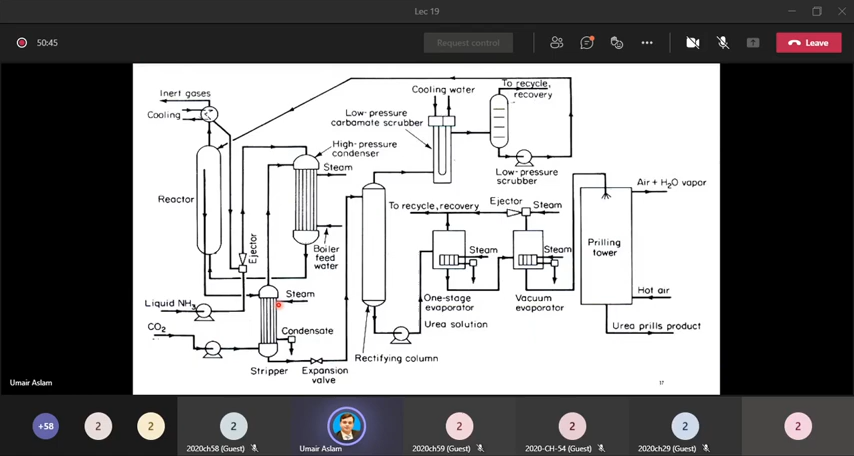 Lec 19
50:45
Request control
Leave
Inert gases
Cooling
Reactor
Liquid NH3
CO2
Ejector
High-pressure
condenser
Steam
Boiler
feed
water
Steam
Condensate
Stripper
Expansion
valve
Cooling water
Low-pressure
carbamate scrubber
To recycle,
recovery
Low-pressure
scrubber
To recycle, recovery
Ejector
Steam
Steam
Steam
One-stage
evaporator
Urea solution
Vacuum
evaporator
Rectifying column
Prilling
tower
Air + H2O vapor
Hot air
Urea prills product
17
Umair Aslam
+58
2
2
2
2020ch58 (Guest)
Umair Aslam
2
2020ch59 (Guest)
2
2020-CH-54 (Guest)
2
2020ch29 (Guest)
2